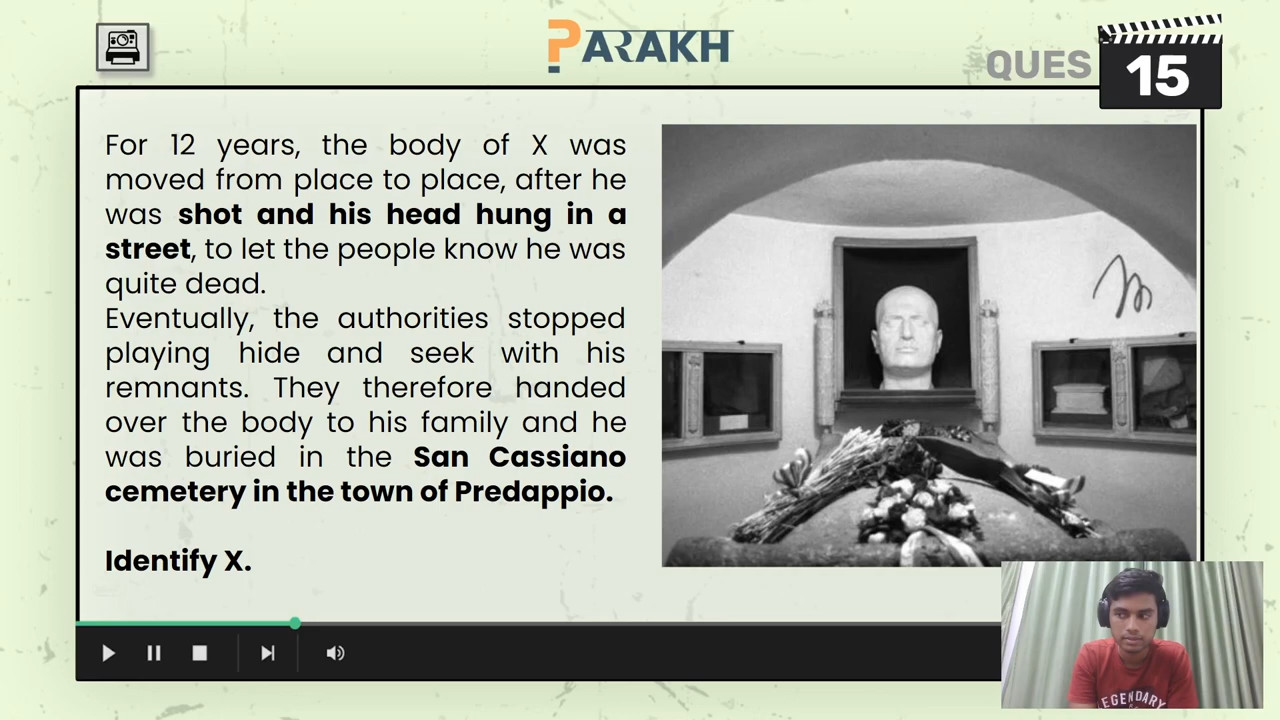 PARAKH
QUES
15
For 12 years, the body of X was
moved from place to place, after he
was shot and his head hung in a
street, to let the people know he was
quite dead.
Eventually, the authorities stopped
playing hide and seek with his
remnants. They therefore handed
over the body to his family and he
was buried in the San Cassiano
cemetery in the town of Predappio.
Identify X.
LEGENDARY